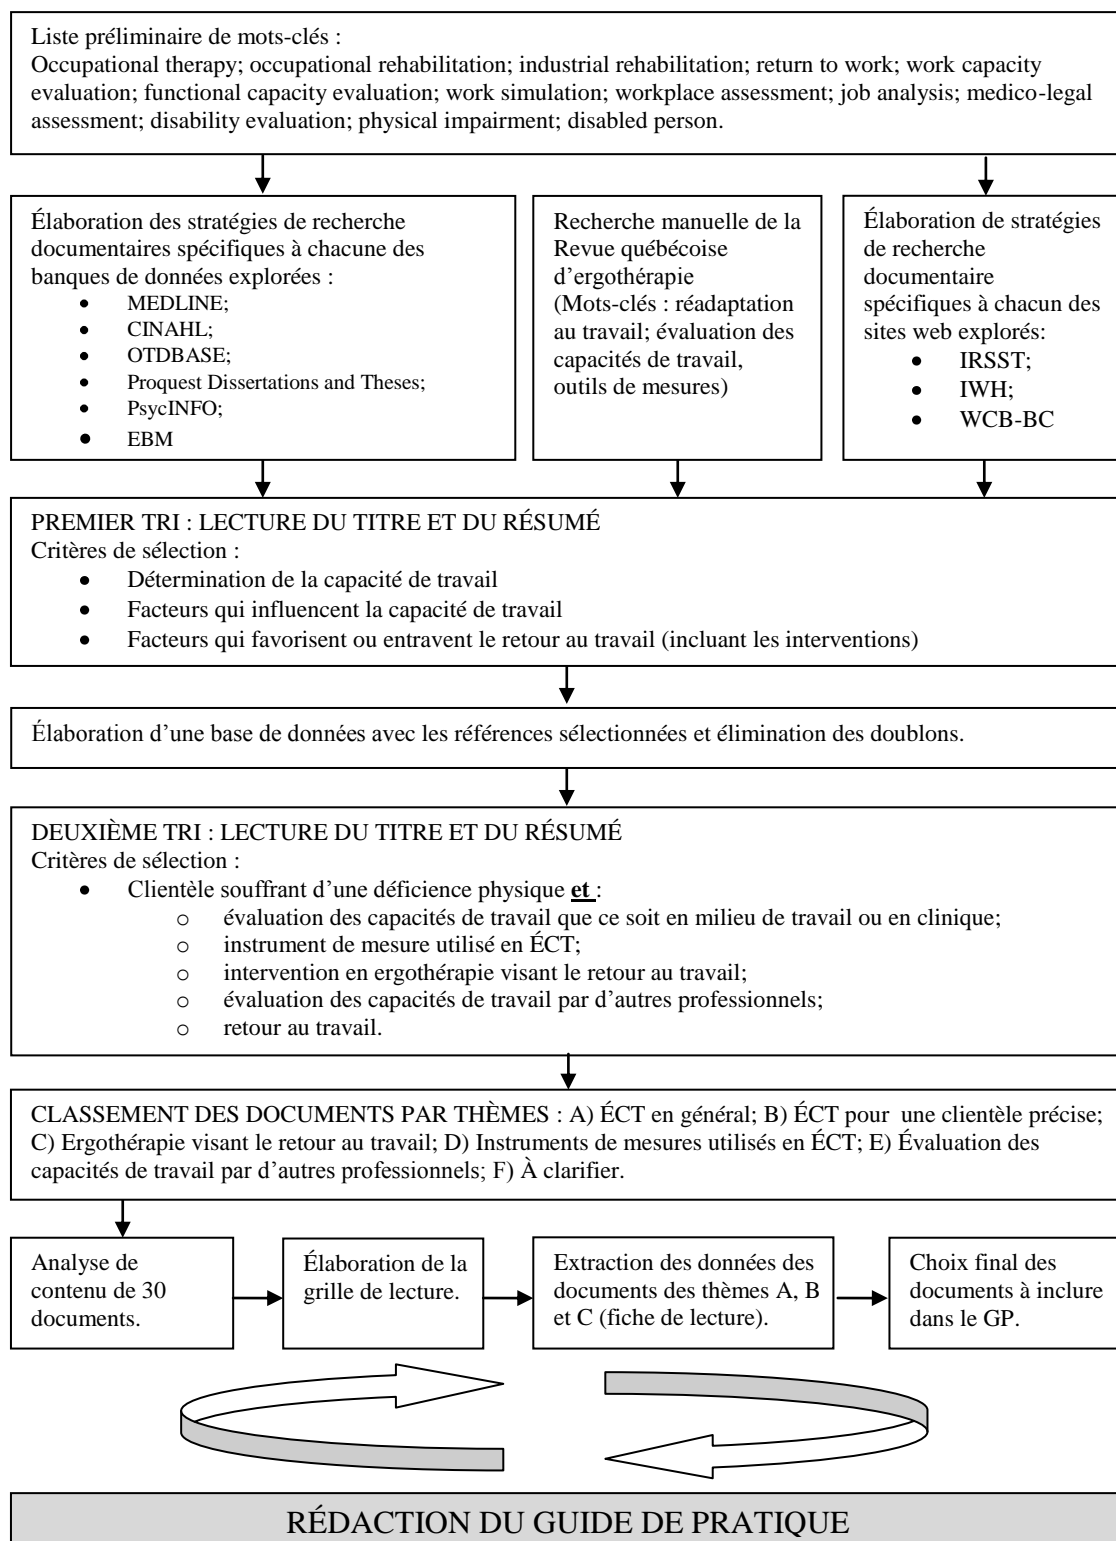 Liste préliminaire de mots-clés :
Occupational therapy; occupational rehabilitation; industrial rehabilitation; return to work; work capacity
evaluation; functional capacity evaluation; work simulation; workplace assessment; job analysis; medico-legal
assessment; disability evaluation; physical impairment; disabled person.
Élaboration des stratégies de recherche
documentaires spécifiques à chacune des
banques de données explorées :
• MEDLINE;
• CINAHL;
• OTDBASE;
• Proquest Dissertations and Theses;
• PsycINFO;
• EBM
Recherche manuelle de la
Revue québécoise
d’ergothérapie
(Mots-clés : réadaptation
au travail; évaluation des
capacités de travail,
outils de mesures)
Élaboration de stratégies
de recherche
documentaire
spécifiques à chacun des
sites web explorés:
• IRSST;
• IWH;
• WCB-BC
PREMIER TRI : LECTURE DU TITRE ET DU RÉSUMÉ
Critères de sélection :
• Détermination de la capacité de travail
• Facteurs qui influencent la capacité de travail
• Facteurs qui favorisent ou entravent le retour au travail (incluant les interventions)
Élaboration d’une base de données avec les références sélectionnées et élimination des doublons.
DEUXIÈME TRI : LECTURE DU TITRE ET DU RÉSUMÉ
Critères de sélection :
• Clientèle souffrant d’une déficience physique et :
o évaluation des capacités de travail que ce soit en milieu de travail ou en clinique;
o instrument de mesure utilisé en ÉCT;
o intervention en ergothérapie visant le retour au travail;
o évaluation des capacités de travail par d’autres professionnels;
o retour au travail.
CLASSEMENT DES DOCUMENTS PAR THÈMES : A) ÉCT en général; B) ÉCT pour une clientèle précise;
C) Ergothérapie visant le retour au travail; D) Instruments de mesures utilisés en ÉCT; E) Évaluation des
capacités de travail par d’autres professionnels; F) À clarifier.
Analyse de
contenu de 30
documents.
Élaboration de la
grille de lecture.
Extraction des données des
documents des thèmes A, B
et C (fiche de lecture).
Choix final des
documents à inclure
dans le GP.
RÉDACTION DU GUIDE DE PRATIQUE